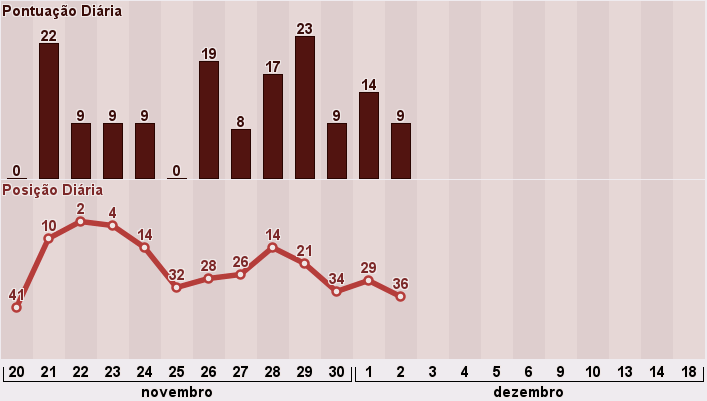 Pontuação Diária
0 22 9 9 9 0 19 8 17 23 9 14 9
Posição Diária
41 10 2 4 14 32 28 26 14 21 34 29 36
20 21 22 23 24 25 26 27 28 29 30 1 2 3 4 5 6 9 10 13 14 18
novembro dezembro